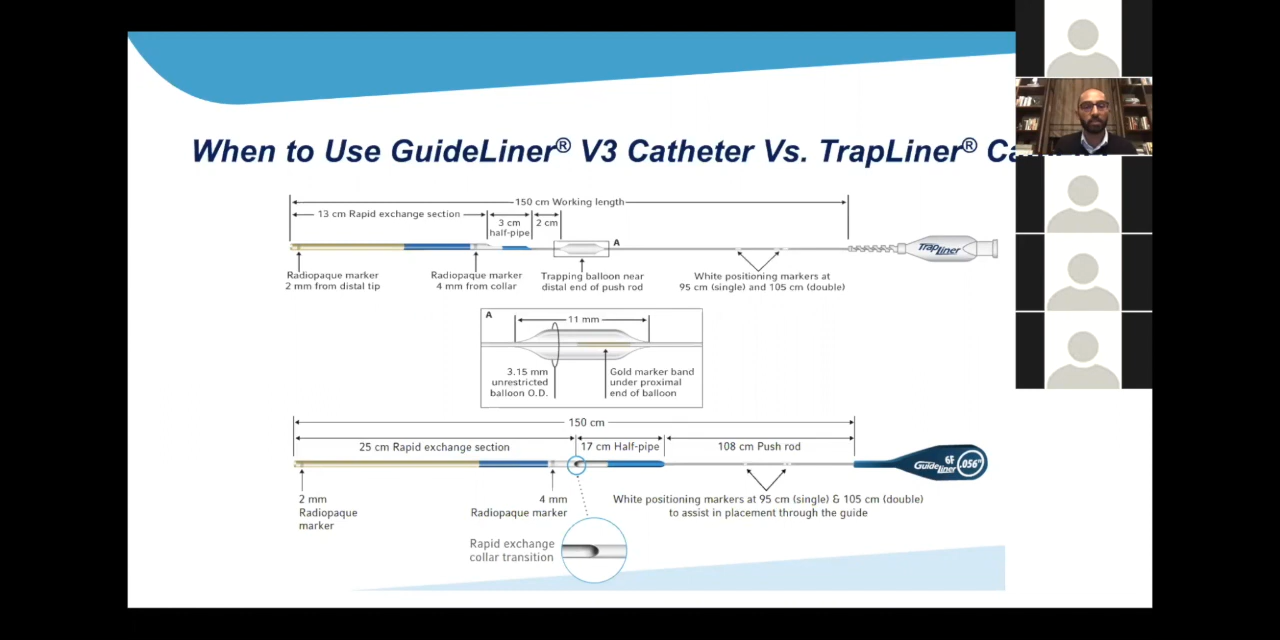 When to Use GuideLiner® V3 Catheter Vs. TrapLiner®
150 cm Working length
13 cm Rapid exchange section
3 cm
half-pipe
2 cm
A
TrapLiner
Radiopaque marker
2 mm from distal tip
Radiopaque marker
4 mm from collar
Trapping balloon near
distal end of push rod
White positioning markers at
95 cm (single) and 105 cm (double)
A
11 mm
3.15 mm
unrestricted
balloon O.D.
Gold marker band
under proximal
end of balloon
150 cm
25 cm Rapid exchange section
17 cm Half-pipe
108 cm Push rod
GuideLiner
6F
.056"
2 mm
Radiopaque
marker
4 mm
Radiopaque marker
White positioning markers at 95 cm (single) & 105 cm (double)
to assist in placement through the guide
Rapid exchange
collar transition